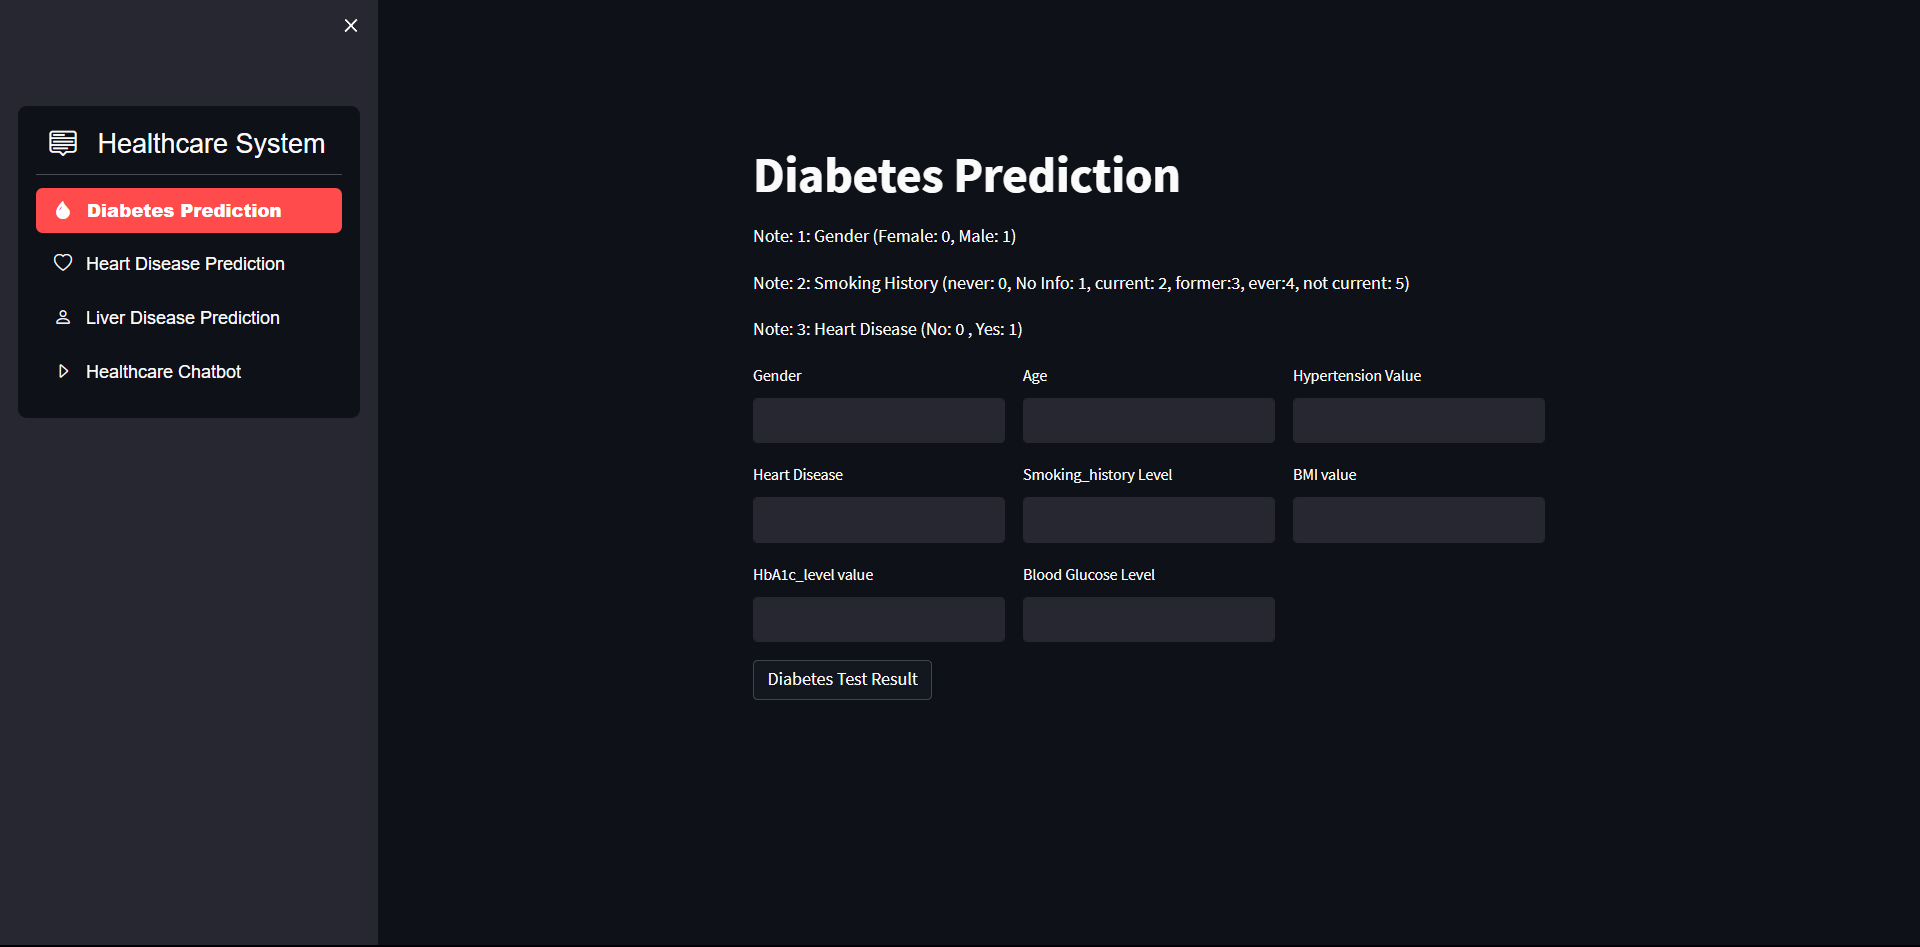 Healthcare System
Diabetes Prediction
Heart Disease Prediction
Liver Disease Prediction
Healthcare Chatbot
Diabetes Prediction
Note: 1: Gender (Female: 0, Male: 1)
Note: 2: Smoking History (never: 0, No Info: 1, current: 2, former:3, ever:4, not current: 5)
Note: 3: Heart Disease (No: 0 , Yes: 1)
Gender Age Hypertension Value
Heart Disease Smoking_history Level BMI value
HbA1c_level value Blood Glucose Level
Diabetes Test Result